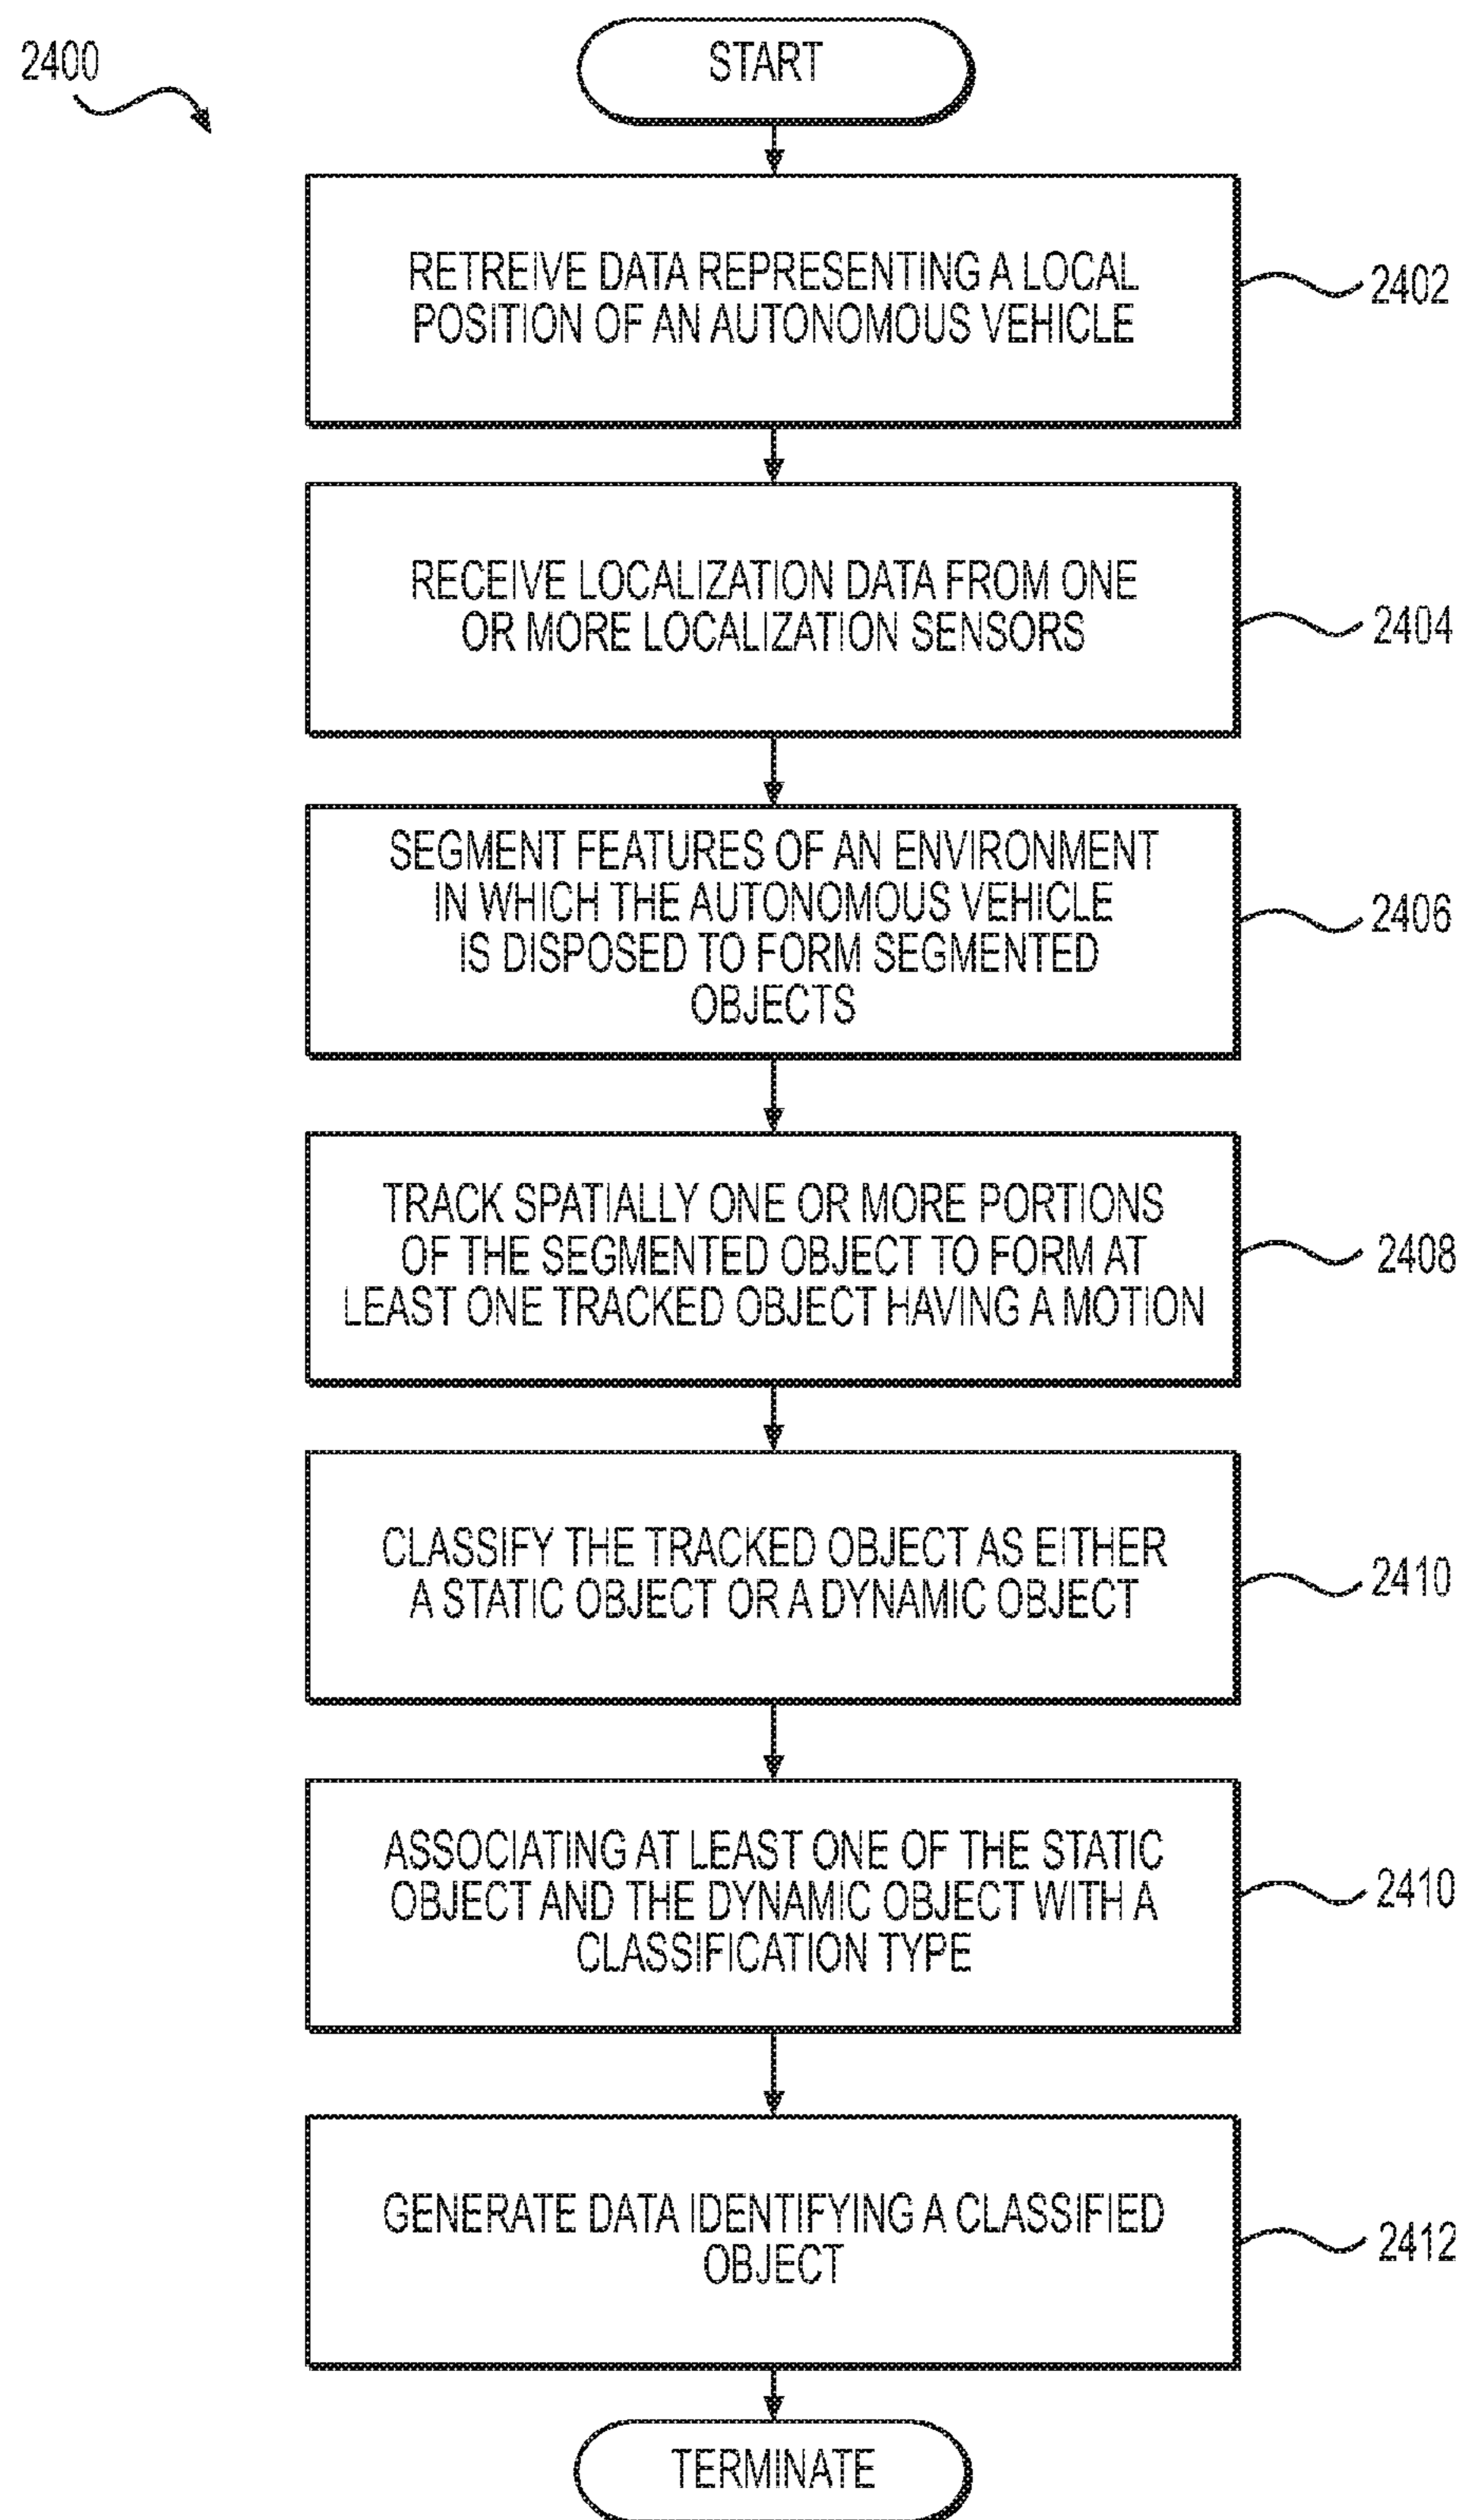 2400
START
RETREIVE DATA REPRESENTING A LOCAL
POSITION OF AN AUTONOMOUS VEHICLE
2402
RECEIVE LOCALIZATION DATA FROM ONE
OR MORE LOCALIZATION SENSORS
2404
SEGMENT FEATURES OF AN ENVIRONMENT
IN WHICH THE AUTONOMOUS VEHICLE
IS DISPOSED TO FORM SEGMENTED
OBJECTS
2406
TRACK SPATIALLY ONE OR MORE PORTIONS
OF THE SEGMENTED OBJECT TO FORM AT
LEAST ONE TRACKED OBJECT HAVING A MOTION
2408
CLASSIFY THE TRACKED OBJECT AS EITHER
A STATIC OBJECT OR A DYNAMIC OBJECT
2410
ASSOCIATING AT LEAST ONE OF THE STATIC
OBJECT AND THE DYNAMIC OBJECT WITH A
CLASSIFICATION TYPE
2410
GENERATE DATA IDENTIFYING A CLASSIFIED
OBJECT
2412
TERMINATE